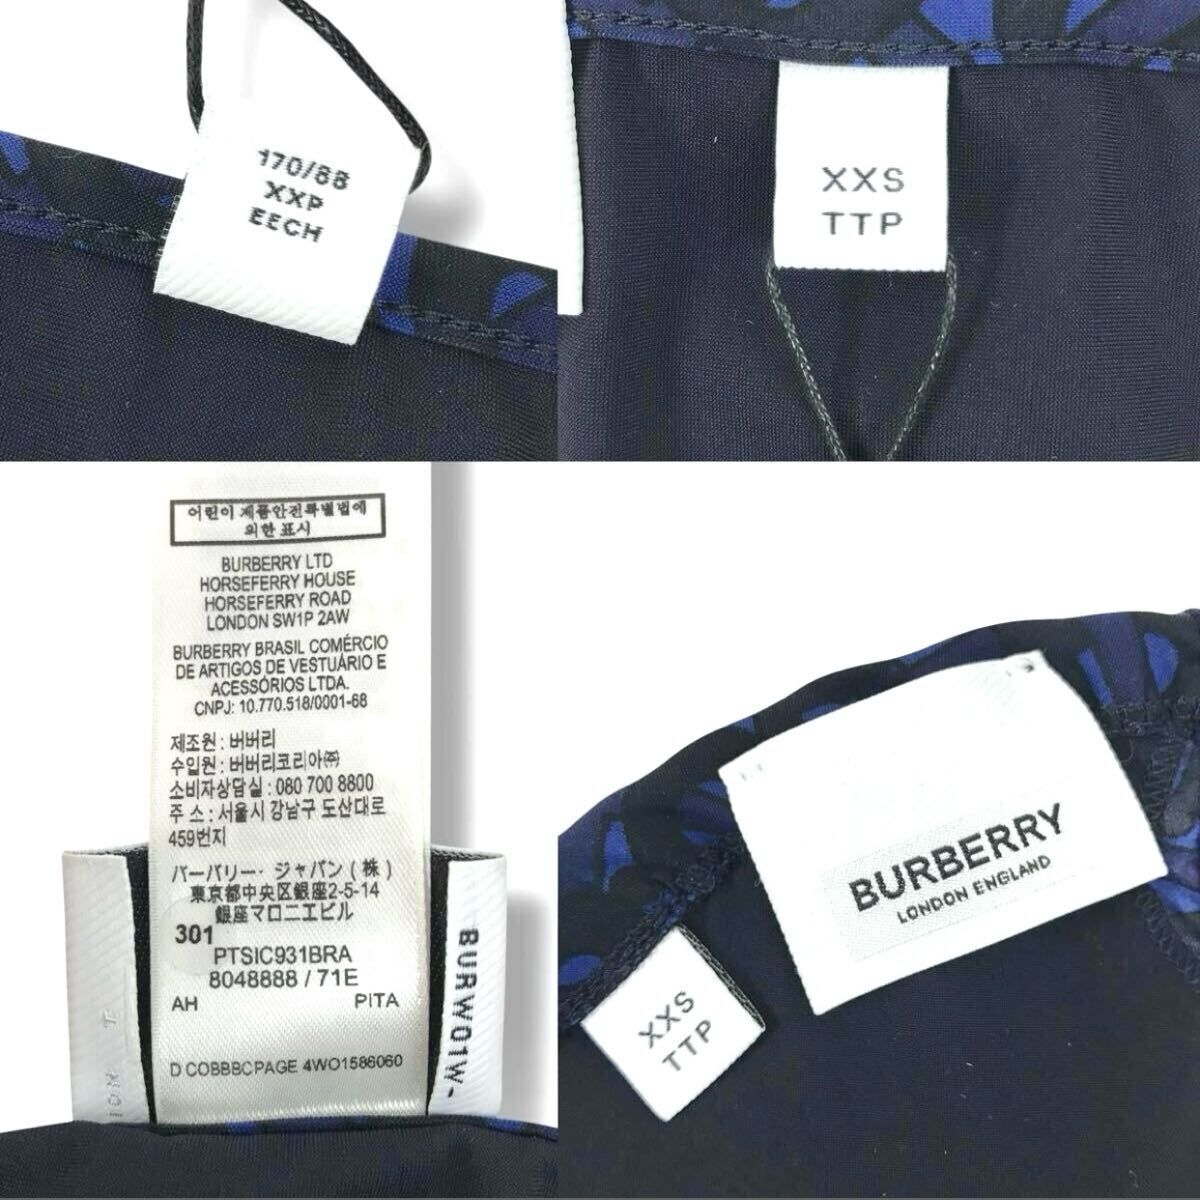 170/88
XXP
EECH
XXS
TTP
어린이 제품안전특별법에
의한 표시
BURBERRY LTD
HORSEFERRY HOUSE
HORSEFERRY ROAD
LONDON SW1P 2AW
BURBERRY BRASIL COMÉRCIO
DE ARTIGOS DE VESTUÁRIO E
ACESSÓRIOS LTDA.
CNPJ: 10.770.518/0001-68
제조원 : 버버리
수입원 : 버버리코리아㈜
소비자상담실 : 080 700 8800
주 소 : 서울시 강남구 도산대로
459번지
バーバリー・ジャパン(株)
東京都中央区銀座2-5-14
銀座マロニエビル
301
PTSIC931BRA
8048888 / 71E
AH PITA
D COBBBCPAGE 4WO1586060
BURW01W-
BURBERRY
LONDON ENGLAND
XXS
TTP